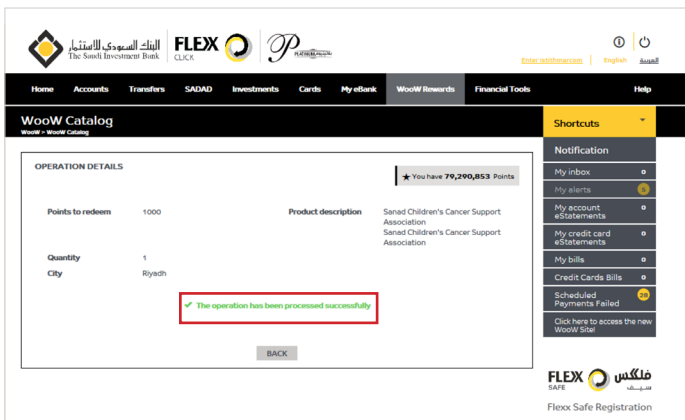 البنك السعودي للاستثمار
The Saudi Investment Bank
FLEXX
CLICK
Enter Istithmarcom
English
العربية
Home Accounts Transfers SADAD Investments Cards My eBank WooW Rewards Financial Tools Help
WooW Catalog
WooW > WooW Catalog
OPERATION DETAILS
You have 79,290,853 Points
Points to redeem 1000 Product description Sanad Children's Cancer Support
Association
Sanad Children's Cancer Support
Association
Quantity 1
City Riyadh
The operation has been processed successfully
BACK
Shortcuts
Notification
My inbox 0
My alerts 5
My account 0
eStatements
My credit card 0
eStatements
My bills 0
Credit Cards Bills 0
Scheduled 28
Payments Failed
Click here to access the new
WooW Site!
FLEXX فلكس
SAFE سيف
Flexx Safe Registration